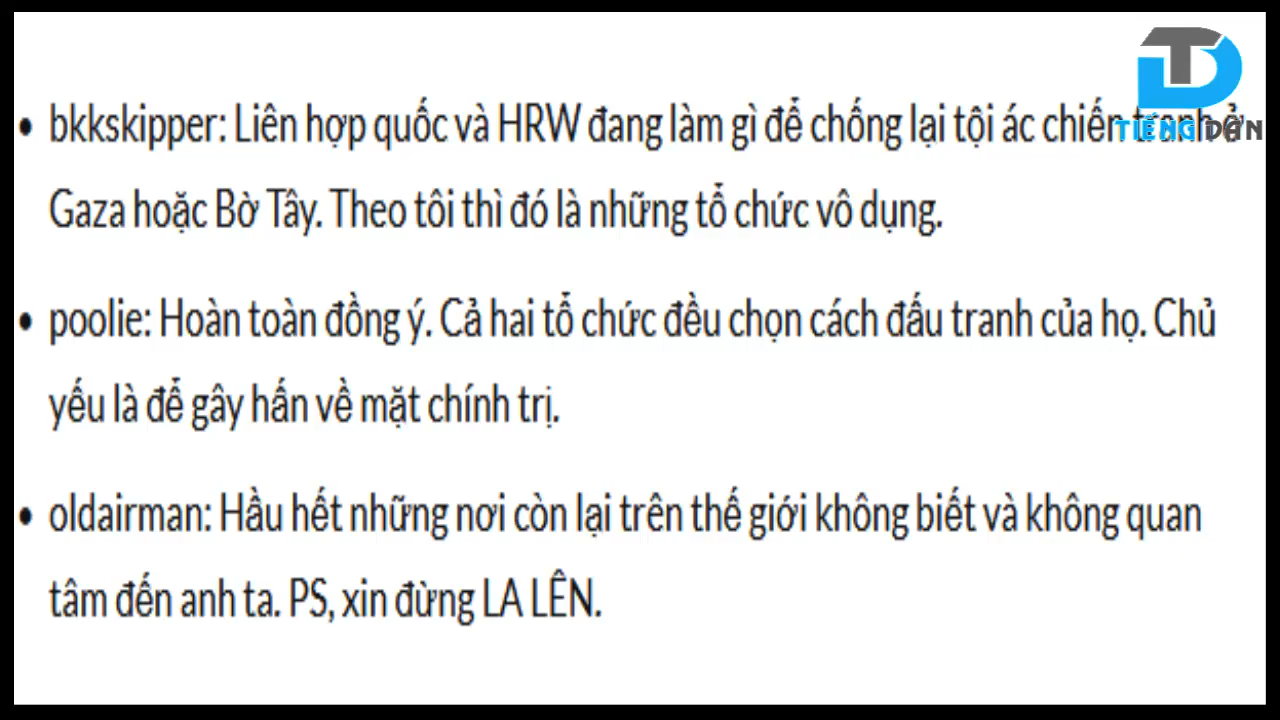 • bkkskipper: Liên hợp quốc và HRW đang làm gì để chống lại tội ác chiến tranh ở
Gaza hoặc Bờ Tây. Theo tôi thì đó là những tổ chức vô dụng.
• poolie: Hoàn toàn đồng ý. Cả hai tổ chức đều chọn cách đấu tranh của họ. Chủ
yếu là để gây hấn về mặt chính trị.
• oldairman: Hầu hết những nơi còn lại trên thế giới không biết và không quan
tâm đến anh ta. PS, xin đừng LA LÊN.
TD
TIẾNG DÂN